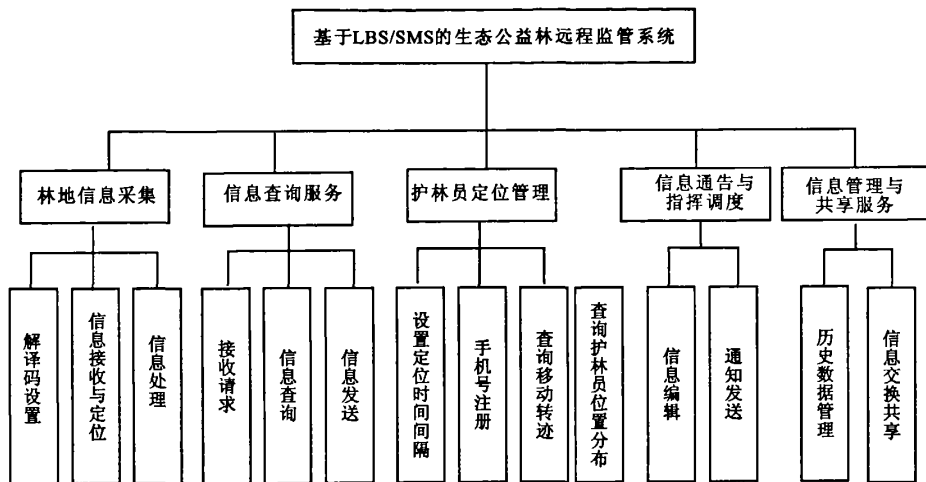 基于LBS/SMS的生态公益林远程监管系统
林地信息采集
信息查询服务
护林员定位管理
信息通告与
指挥调度
信息管理与
共享服务
解译码设置
信息接收与定位
信息处理
接收请求
信息查询
信息发送
设置定位时间间隔
手机号注册
查询移动转迹
查询护林员位置分布
信息编辑
通知发送
历史数据管理
信息交换共享